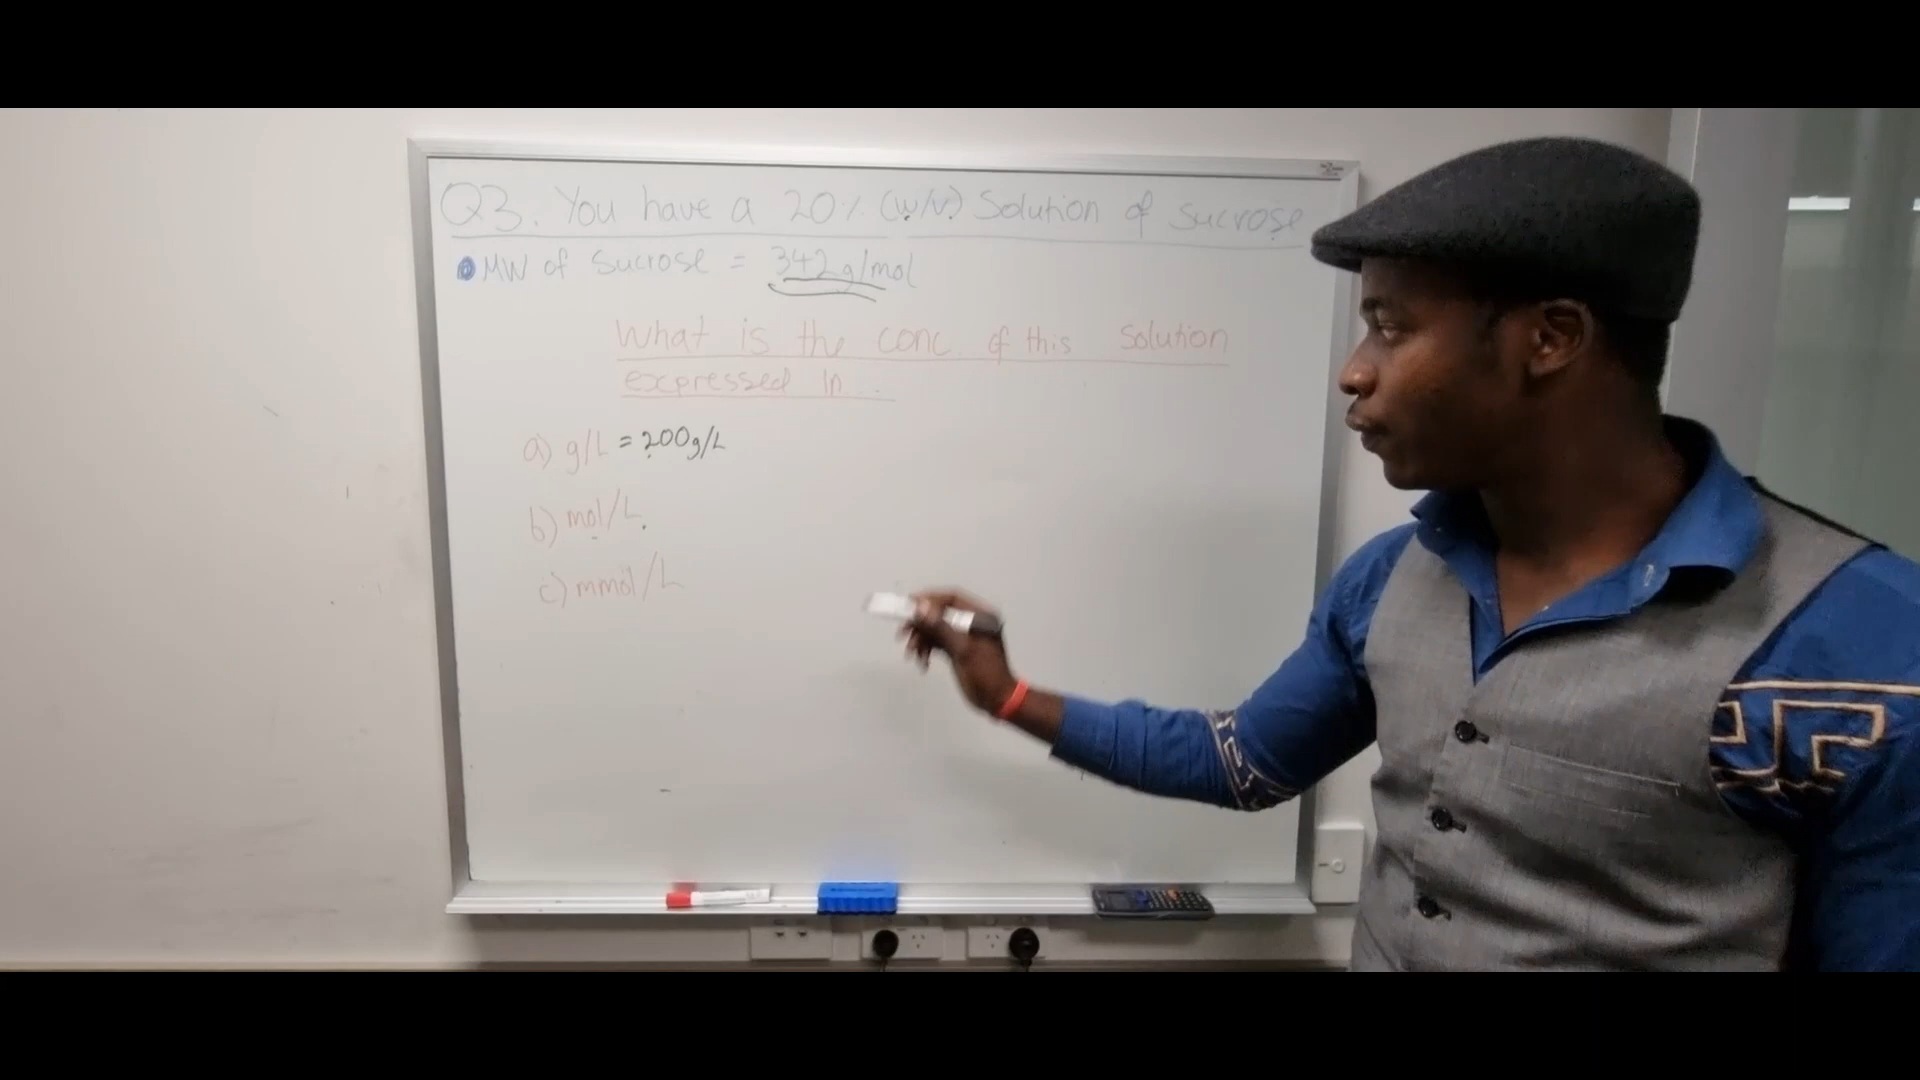 Q3. You have a 20% (w/v) Solution of Sucrose
MW of Sucrose = 342g/mol
What is the conc. of this Solution
expressed in .
a) g/L = 200g/L
b) mol/L
c) mmol/L